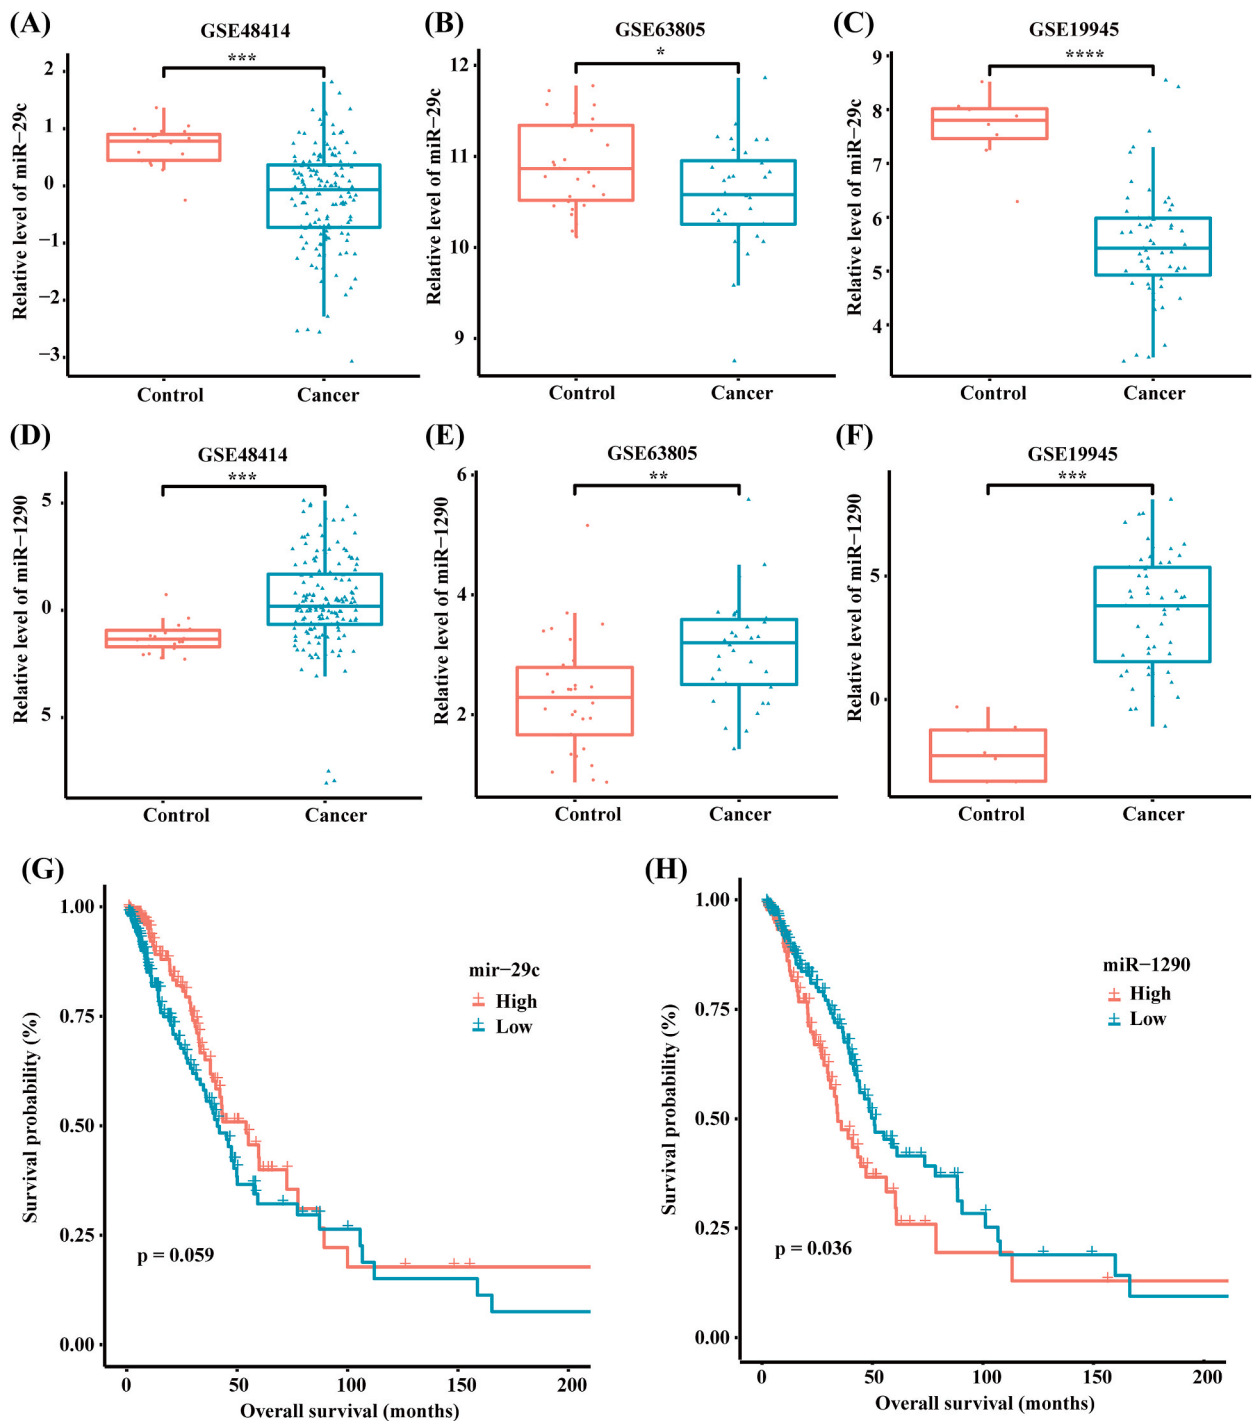 (A)
GSE48414
***
Relative level of miR−29c
2
1
0
−1
−2
−3
Control
Cancer
(B)
GSE63805
*
Relative level of miR−29c
12
11
10
9
Control
Cancer
(C)
GSE19945
****
Relative level of miR−29c
9
8
7
6
5
4
Control
Cancer
(D)
GSE48414
***
Relative level of miR−1290
5
0
5
Control
Cancer
(E)
GSE63805
**
Relative level of miR−1290
6
4
2
Control
Cancer
(F)
GSE19945
***
Relative level of miR−1290
5
0
Control
Cancer
(G)
Survival probability (%)
1.00
0.75
0.50
0.25
0.00
mir−29c
High
Low
p = 0.059
0 50 100 150 200
Overall survival (months)
(H)
Survival probability (%)
1.00
0.75
0.50
0.25
0.00
miR−1290
High
Low
p = 0.036
0 50 100 150 200
Overall survival (months)